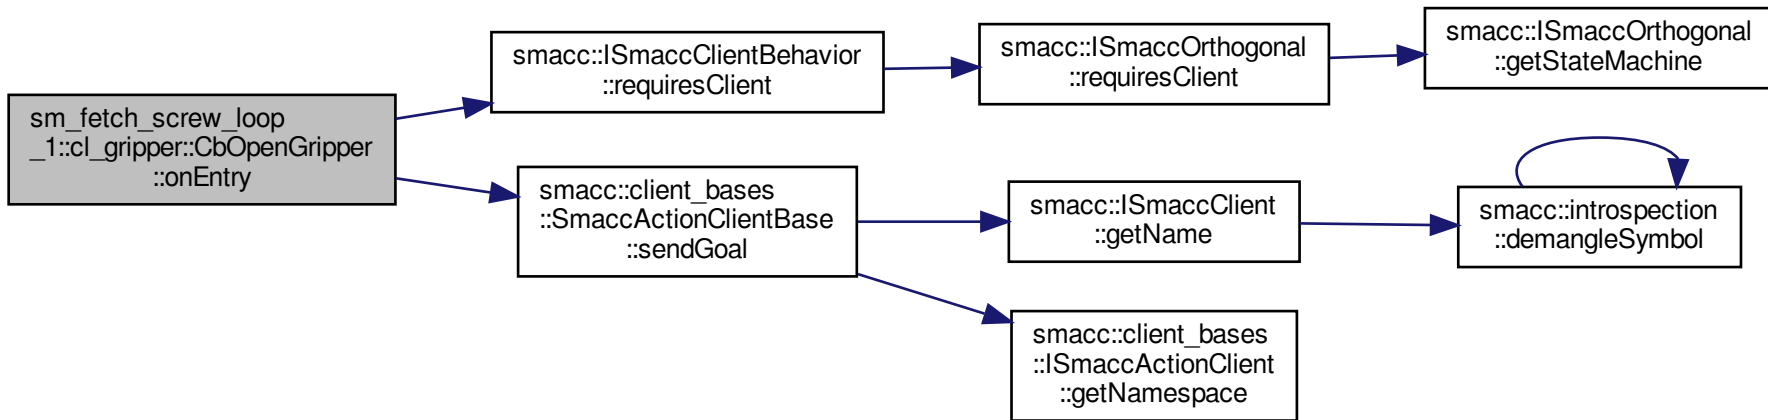 sm_fetch_screw_loop
_1::cl_gripper::CbOpenGripper
::onEntry
smacc::ISmaccClientBehavior
::requiresClient
smacc::ISmaccOrthogonal
::requiresClient
smacc::ISmaccOrthogonal
::getStateMachine
smacc::client_bases
::SmaccActionClientBase
::sendGoal
smacc::ISmaccClient
::getName
smacc::introspection
::demangleSymbol
smacc::client_bases
::ISmaccActionClient
::getNamespace